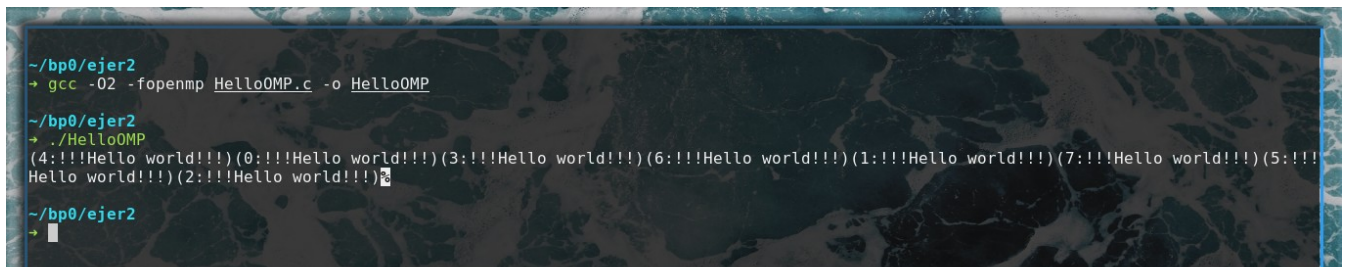 ~/bp0/ejer2
→ gcc -O2 -fopenmp HelloOMP.c -o HelloOMP
~/bp0/ejer2
→ ./HelloOMP
(4:!!!Hello world!!!)(0:!!!Hello world!!!)(3:!!!Hello world!!!)(6:!!!Hello world!!!)(1:!!!Hello world!!!)(7:!!!Hello world!!!)(5:!!!
Hello world!!!)(2:!!!Hello world!!!)%
~/bp0/ejer2
→